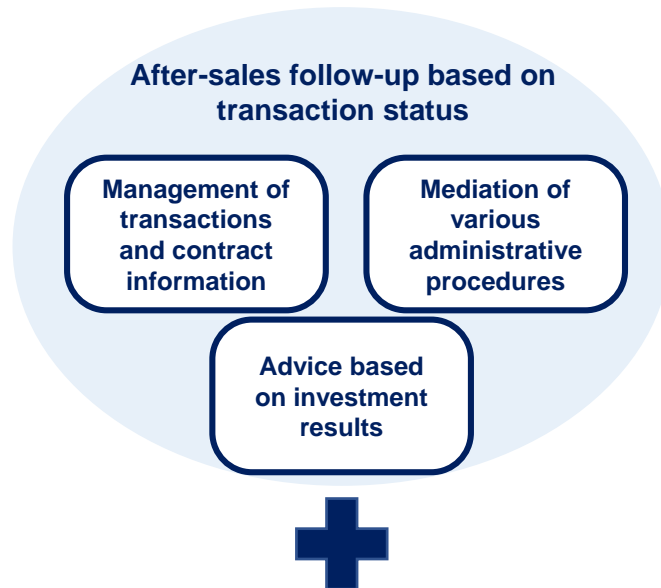 After-sales follow-up based on
transaction status
Management of
transactions
and contract
information
Mediation of
various
administrative
procedures
Advice based
on investment
results